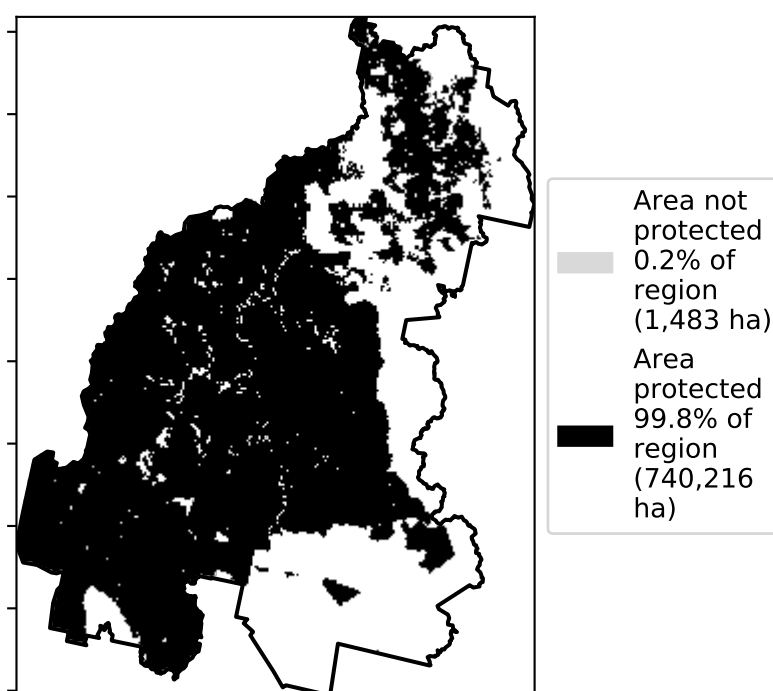 Area not
protected
0.2% of
region
(1,483 ha)
Area
protected
99.8% of
region
(740,216
ha)